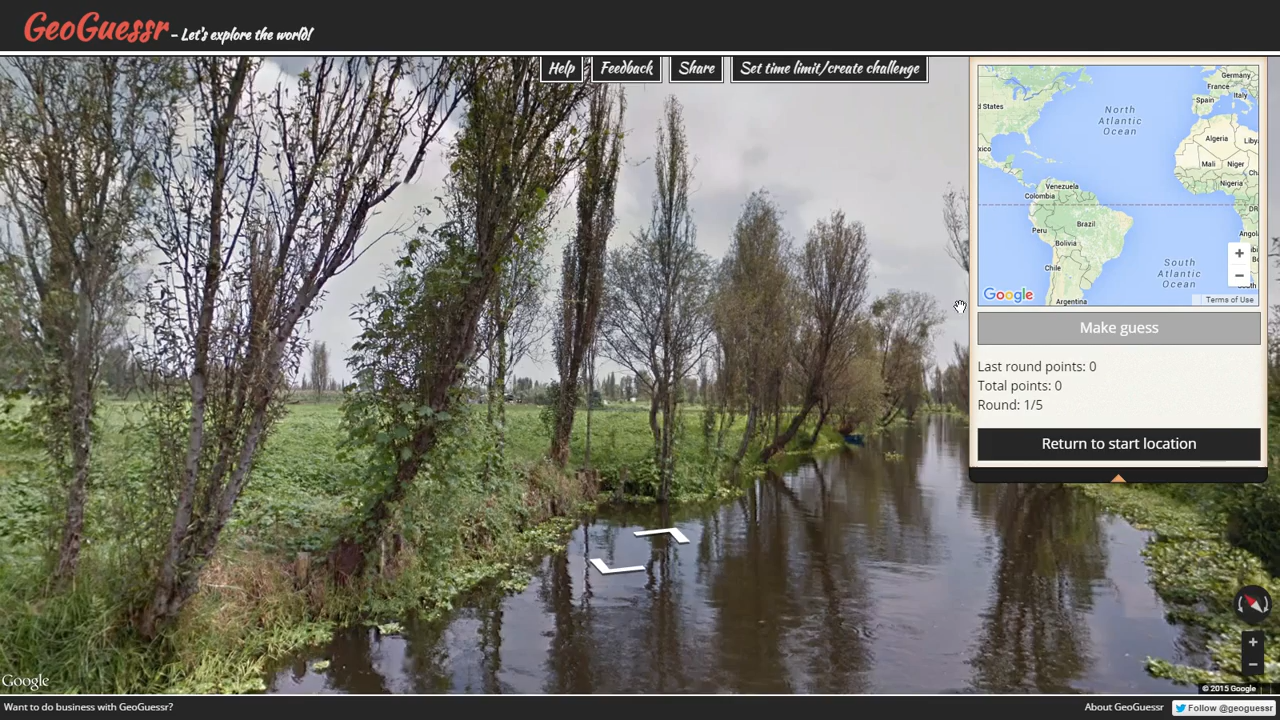 GeoGuessr - Let's explore the world!
Help
Feedback
Share
Set time limit/create challenge
Germany
France
Italy
Spain
d States
North
Atlantic
Ocean
Algeria
Liby
xico
Mali
Niger
Ch
Nigeria
Venezuela
Colombia
DR
Brazil
Peru
Angol
Bolivia
South
Atlantic
Ocean
Chile
Argentina
Google
Terms of Use
Make guess
Last round points: 0
Total points: 0
Round: 1/5
Return to start location
Google
© 2015 Google
Want to do business with GeoGuessr?
About GeoGuessr
Follow @geoguessr